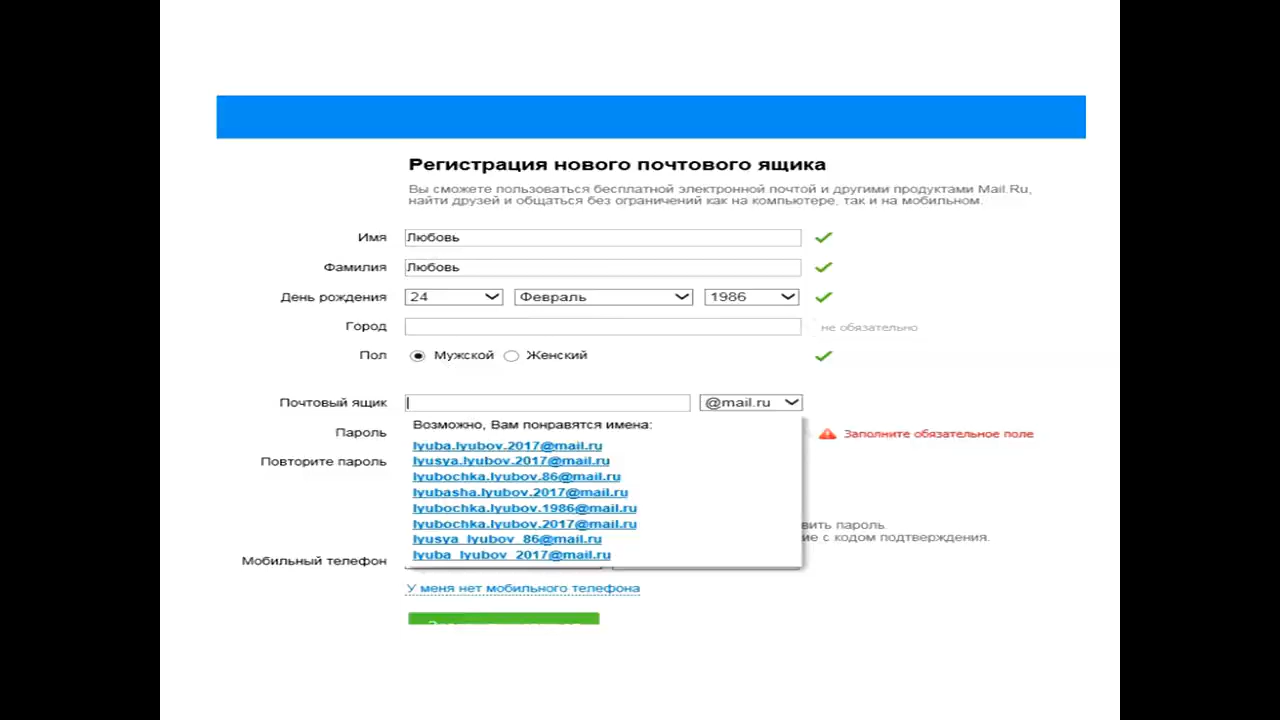 Регистрация нового почтового ящика
Вы сможете пользоваться бесплатной электронной почтой и другими продуктами Mail.Ru,
найти друзей и общаться без ограничений как на компьютере, так и на мобильном.
Имя Любовь
Фамилия Любовь
День рождения 24 Февраль 1986
Город не обязательно
Пол Мужской Женский
Почтовый ящик @mail.ru
Возможно, Вам понравятся имена:
Пароль Заполните обязательное поле
lyuba.lyubov.2017@mail.ru
Повторите пароль lyusya.lyubov.2017@mail.ru
lyubochka.lyubov.86@mail.ru
lyubasha.lyubov.2017@mail.ru
lyubochka.lyubov.1986@mail.ru
lyubochka.lyubov.2017@mail.ru вить пароль
lyusya_lyubov_86@mail.ru ие с кодом подтверждения.
lyuba_lyubov_2017@mail.ru
Мобильный телефон
У меня нет мобильного телефона